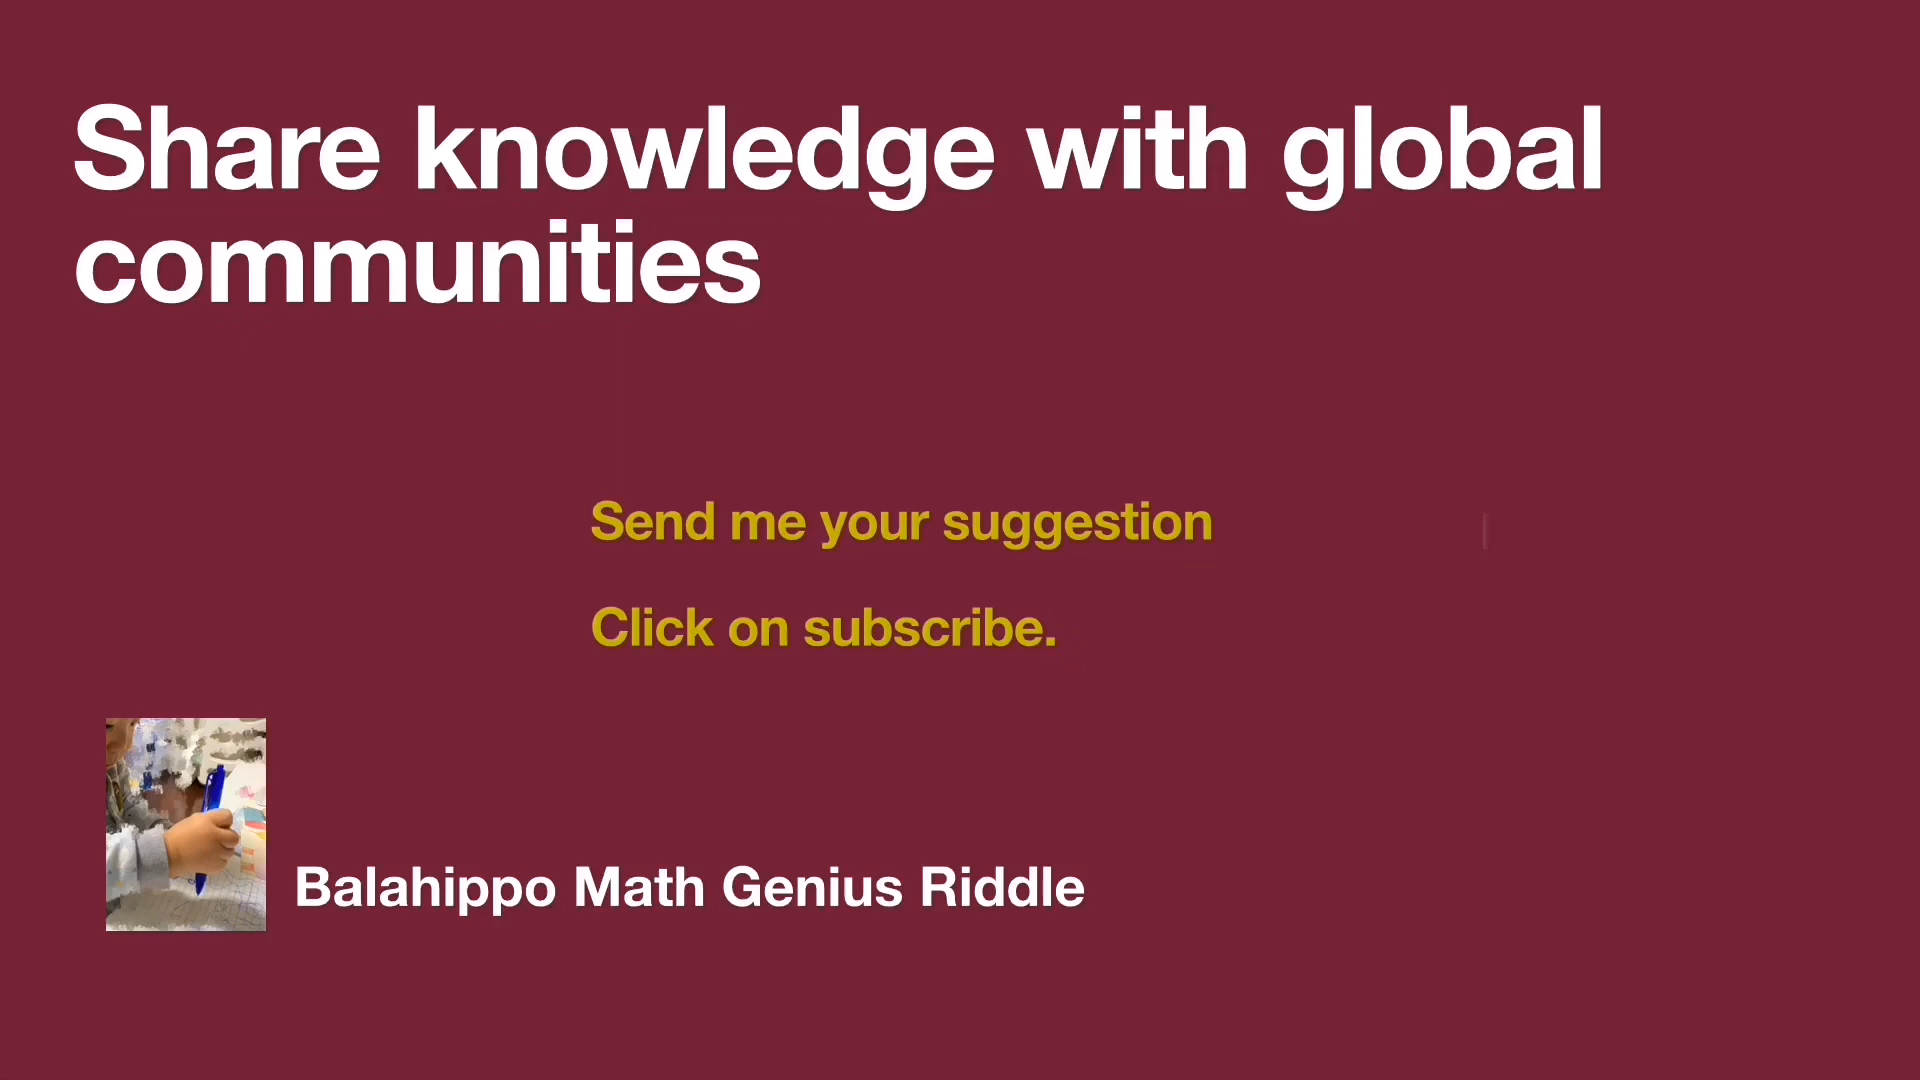 Share knowledge with global
communities
Send me your suggestion
Click on subscribe.
Balahippo Math Genius Riddle